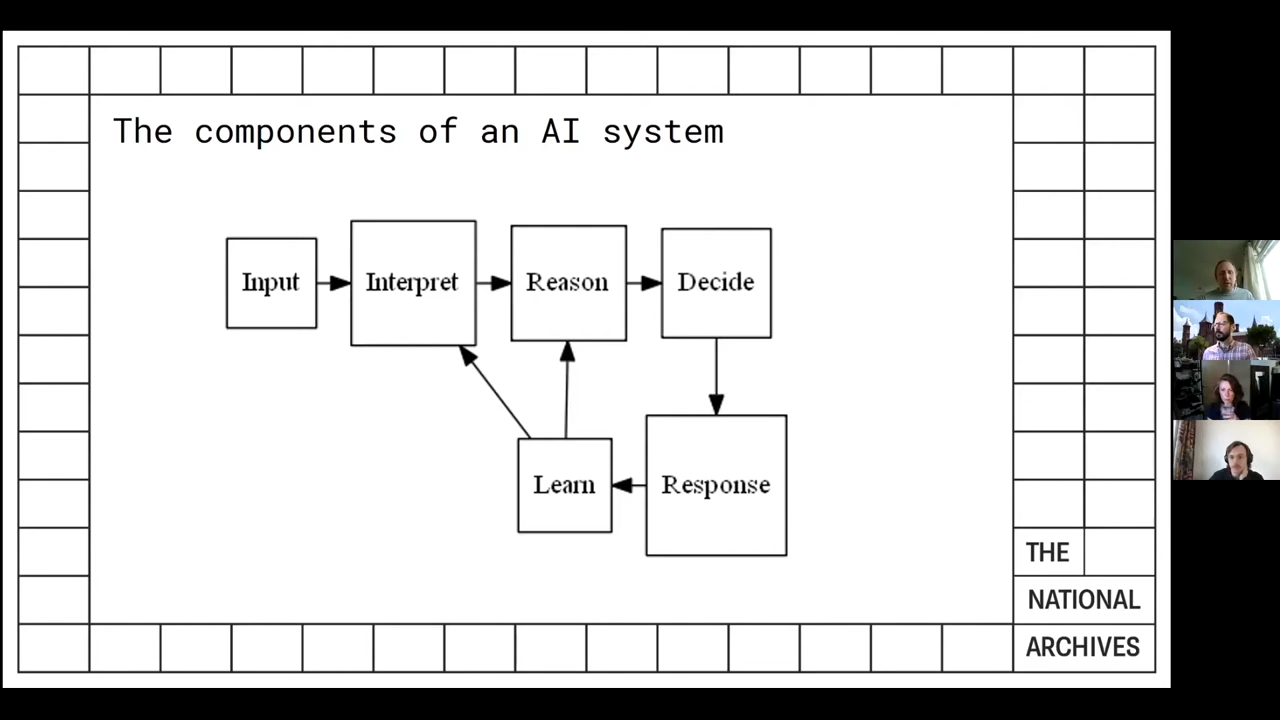 The components of an AI system
Input
Interpret
Reason
Decide
Learn
Response
THE
NATIONAL
ARCHIVES